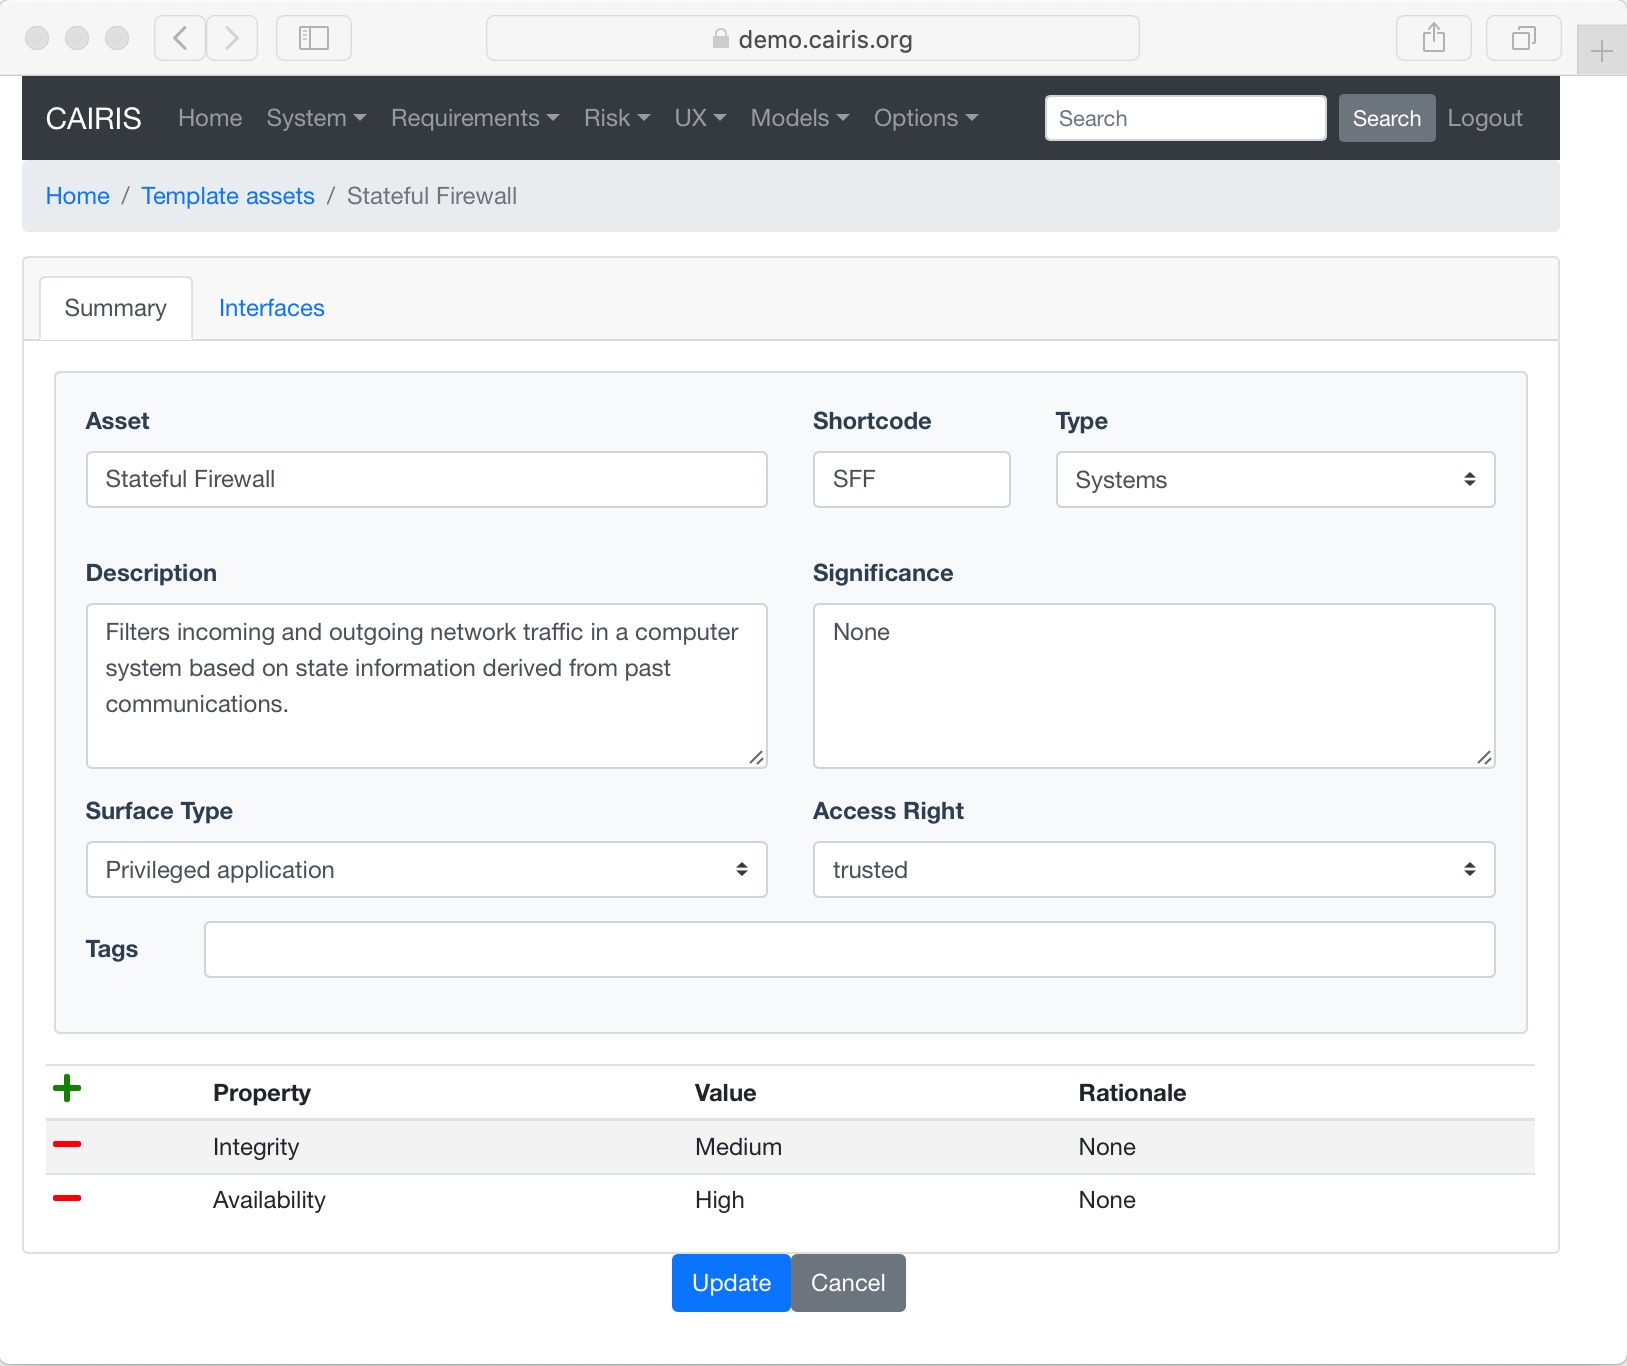 demo.cairis.org
CAIRIS Home System Requirements Risk UX Models Options Search Search Logout
Home / Template assets / Stateful Firewall
Summary Interfaces
Asset Shortcode Type
Stateful Firewall SFF Systems
Description Significance
Filters incoming and outgoing network traffic in a computer
system based on state information derived from past
communications.
None
Surface Type Access Right
Privileged application trusted
Tags
Property Value Rationale
Integrity Medium None
Availability High None
Update Cancel